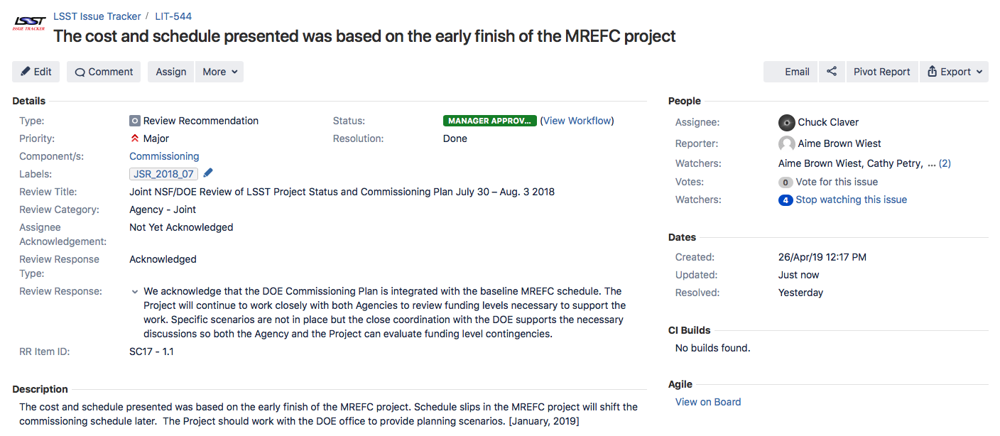 LSST
ISSUE TRACKER
LSST Issue Tracker / LIT-544
The cost and schedule presented was based on the early finish of the MREFC project
Edit Comment Assign More Email Pivot Report Export
Details
Type: Review Recommendation Status: MANAGER APPROV... (View Workflow)
Priority: Major Resolution: Done
Component/s: Commissioning
Labels: JSR_2018_07
Review Title: Joint NSF/DOE Review of LSST Project Status and Commissioning Plan July 30 – Aug. 3 2018
Review Category: Agency - Joint
Assignee Not Yet Acknowledged
Acknowledgement:
Review Response Acknowledged
Type:
Review Response: We acknowledge that the DOE Commissioning Plan is integrated with the baseline MREFC schedule. The
Project will continue to work closely with both Agencies to review funding levels necessary to support the
work. Specific scenarios are not in place but the close coordination with the DOE supports the necessary
discussions so both the Agency and the Project can evaluate funding level contingencies.
RR Item ID: SC17 - 1.1
Description
The cost and schedule presented was based on the early finish of the MREFC project. Schedule slips in the MREFC project will shift the
commissioning schedule later.  The Project should work with the DOE office to provide planning scenarios. [January, 2019]
People
Assignee: Chuck Claver
Reporter: Aime Brown Wiest
Watchers: Aime Brown Wiest, Cathy Petry, ... (2)
Votes: 0 Vote for this issue
Watchers: 4 Stop watching this issue
Dates
Created: 26/Apr/19 12:17 PM
Updated: Just now
Resolved: Yesterday
CI Builds
No builds found.
Agile
View on Board